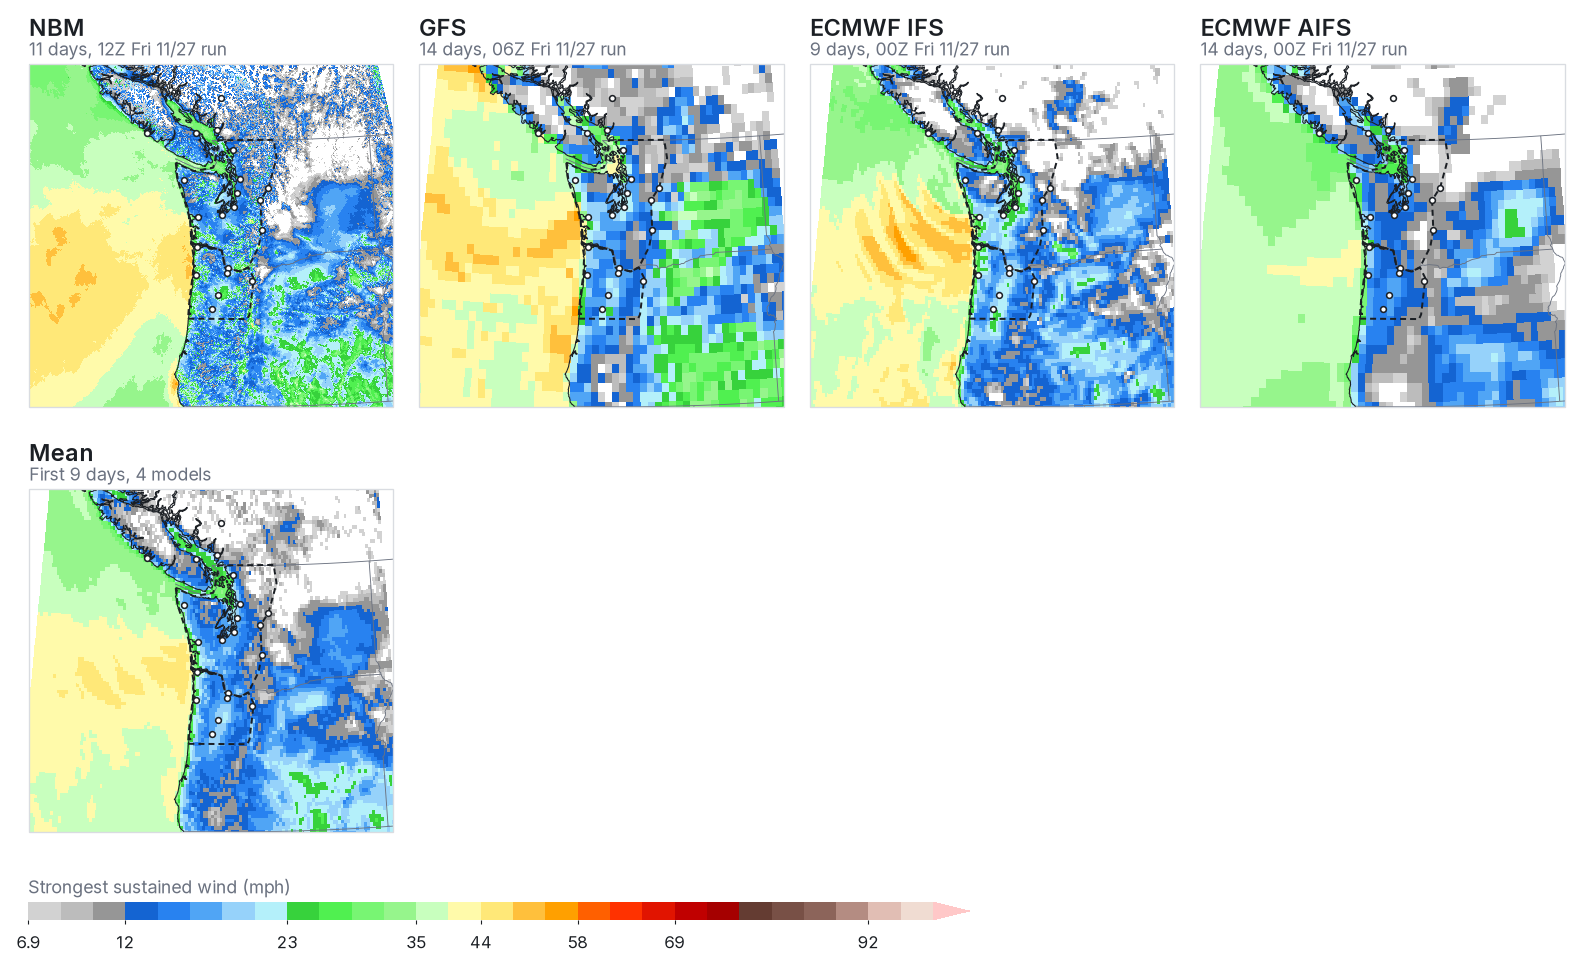 NBM
11 days, 12Z Fri 11/27 run
GFS
14 days, 06Z Fri 11/27 run
ECMWF IFS
9 days, 00Z Fri 11/27 run
ECMWF AIFS
14 days, 00Z Fri 11/27 run
Mean
First 9 days, 4 models
Strongest sustained wind (mph)
6.9 12 23 35 44 58 69 92